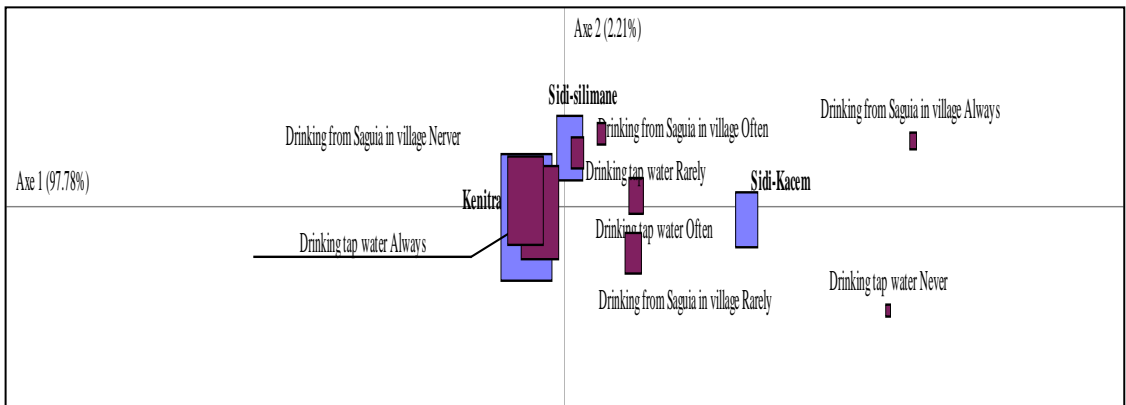 Axe 2 (2.21%)
Sidi-silimane
Drinking from Saguia in village Always
Drinking from Saguia in village Nerver
Drinking from Saguia in village Often
Drinking tap water Rarely
Axe 1 (97.78%)
Sidi-Kacem
Kenitra
Drinking tap water Often
Drinking tap water Always
Drinking tap water Never
Drinking from Saguia in village Rarely